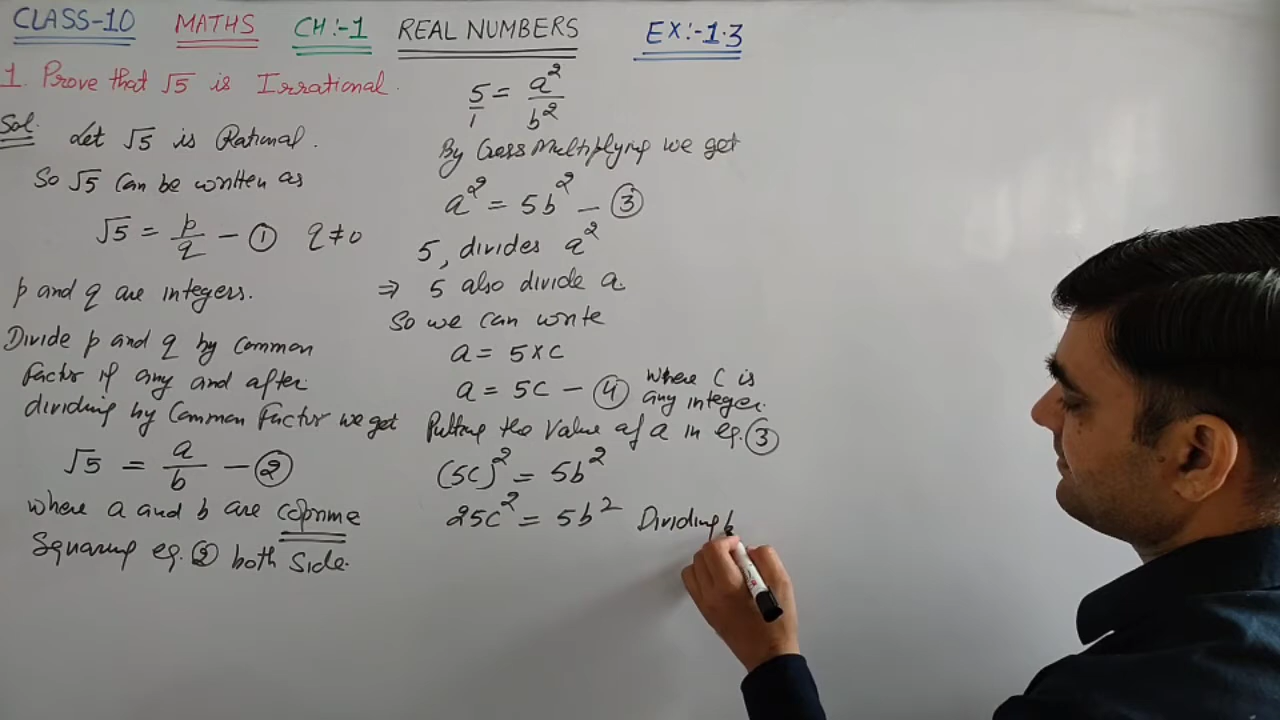 CLASS-10 MATHS CH:-1 REAL NUMBERS EX:-1.3
1. Prove that √5 is Irrational.
Sol. Let √5 is Rational.
So √5 Can be written as
√5 = p/q - ① q ≠ 0
p and q are integers.
Divide p and q by Common
factor if any and after
dividing by Common Factor we get
√5 = a/b - ②
where a and b are coprime
Squaring eq. ② both Side.
5/1 = a²/b²
By Cross Multiplying we get
a² = 5b² - ③
5, divides a²
⇒ 5 also divide a.
So we can write
a = 5×c
a = 5c - ④ where c is
any integer.
Putting the Value of a in eq. ③
(5c)² = 5b²
25c² = 5b² Dividing b